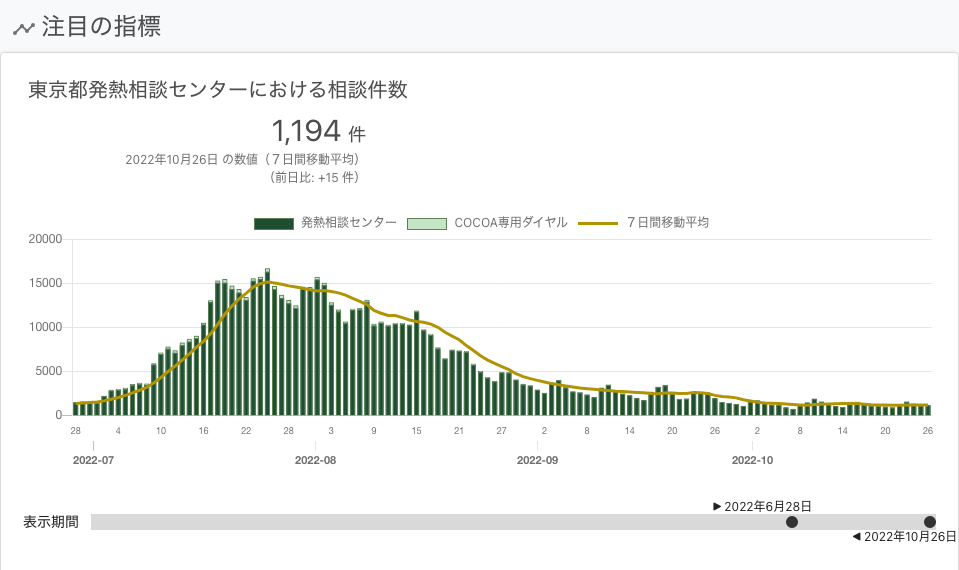 注目の指標
東京都発熱相談センターにおける相談件数
1,194 件
2022年10月26日 の数値（７日間移動平均）
（前日比: +15 件）
発熱相談センター COCOA専用ダイヤル ７日間移動平均
20000
15000
10000
5000
0
28 4 10 16 22 28 3 9 15 21 27 2 8 14 20 26 2 8 14 20 26
2022-07 2022-08 2022-09 2022-10
2022年6月28日
表示期間
2022年10月26日